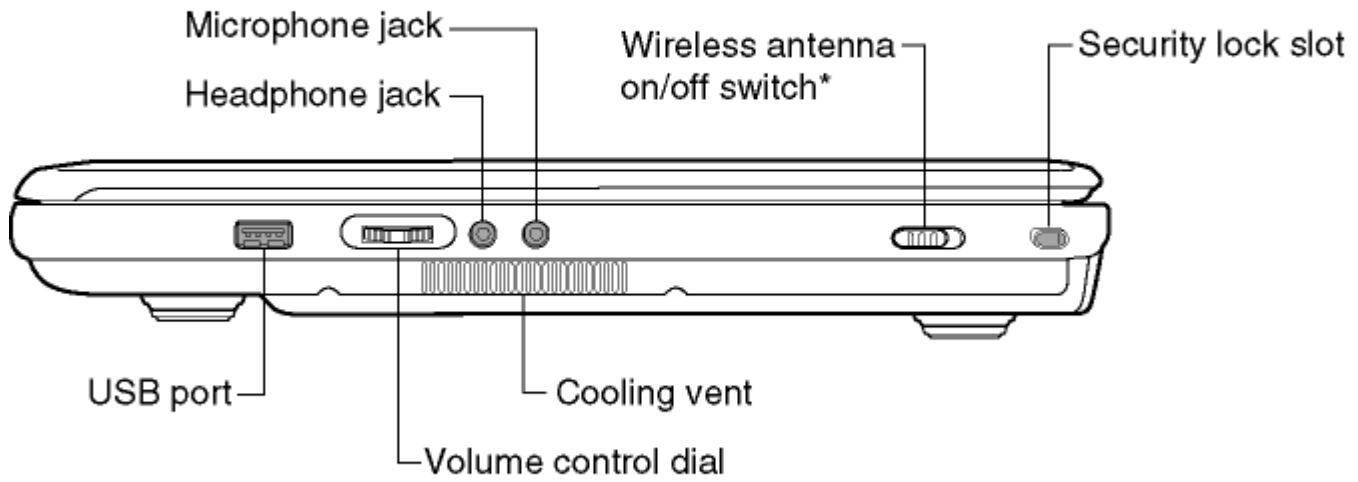 Microphone jack
Headphone jack
Wireless antenna
on/off switch*
Security lock slot
USB port
Cooling vent
Volume control dial